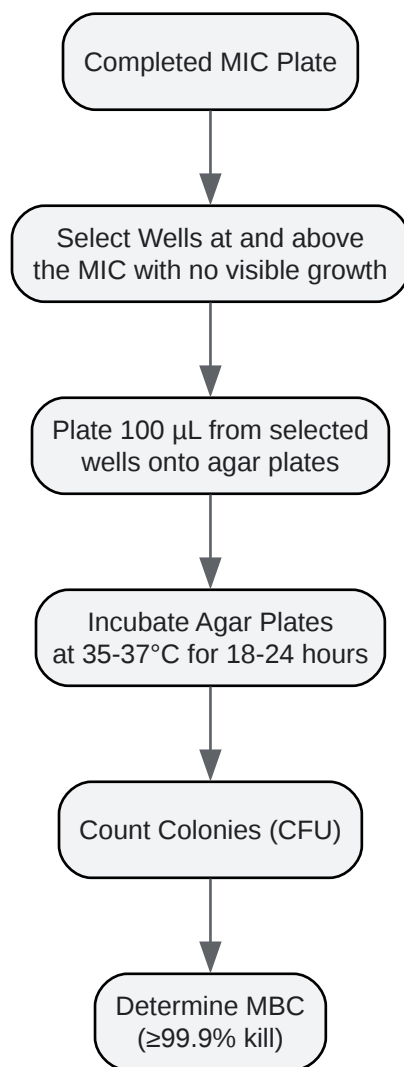 Completed MIC Plate
Select Wells at and above
the MIC with no visible growth
Plate 100 µL from selected
wells onto agar plates
Incubate Agar Plates
at 35-37°C for 18-24 hours
Count Colonies (CFU)
Determine MBC
(≥99.9% kill)